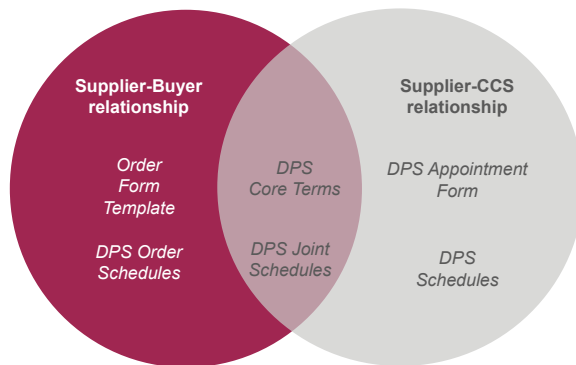 Supplier-Buyer
relationship
Supplier-CCS
relationship
Order
Form
Template
DPS
Core Terms
DPS Appointment
Form
DPS Order
Schedules
DPS Joint
Schedules
DPS
Schedules